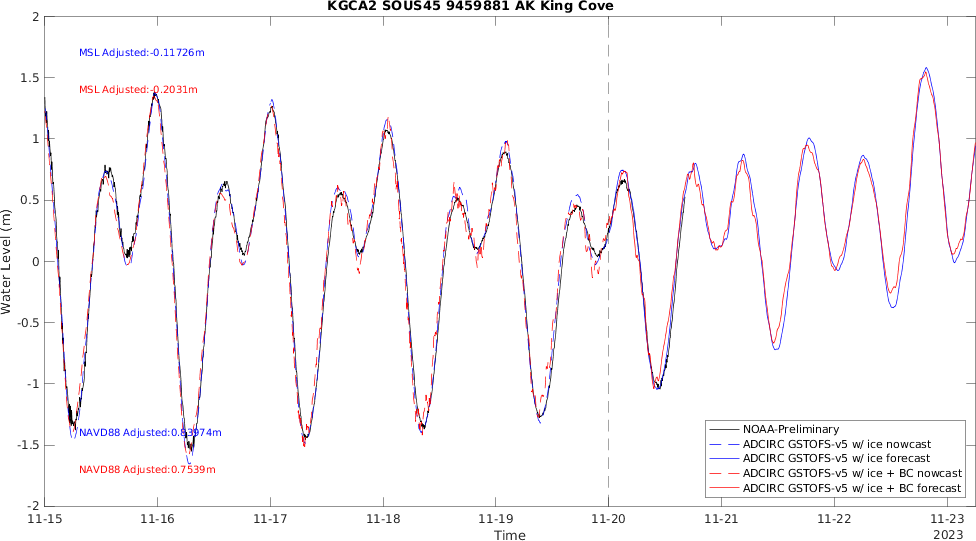 KGCA2 SOUS45 9459881 AK King Cove
2
1.5
1
0.5
0
-0.5
-1
-1.5
-2
Water Level (m)
MSL Adjusted:-0.11726m
MSL Adjusted:-0.2031m
NAVD88 Adjusted:0.83974m
NAVD88 Adjusted:0.7539m
NOAA-Preliminary
ADCIRC GSTOFS-v5 w/ ice nowcast
ADCIRC GSTOFS-v5 w/ ice forecast
ADCIRC GSTOFS-v5 w/ ice + BC nowcast
ADCIRC GSTOFS-v5 w/ ice + BC forecast
11-15 11-16 11-17 11-18 11-19 11-20 11-21 11-22 11-23
Time
2023